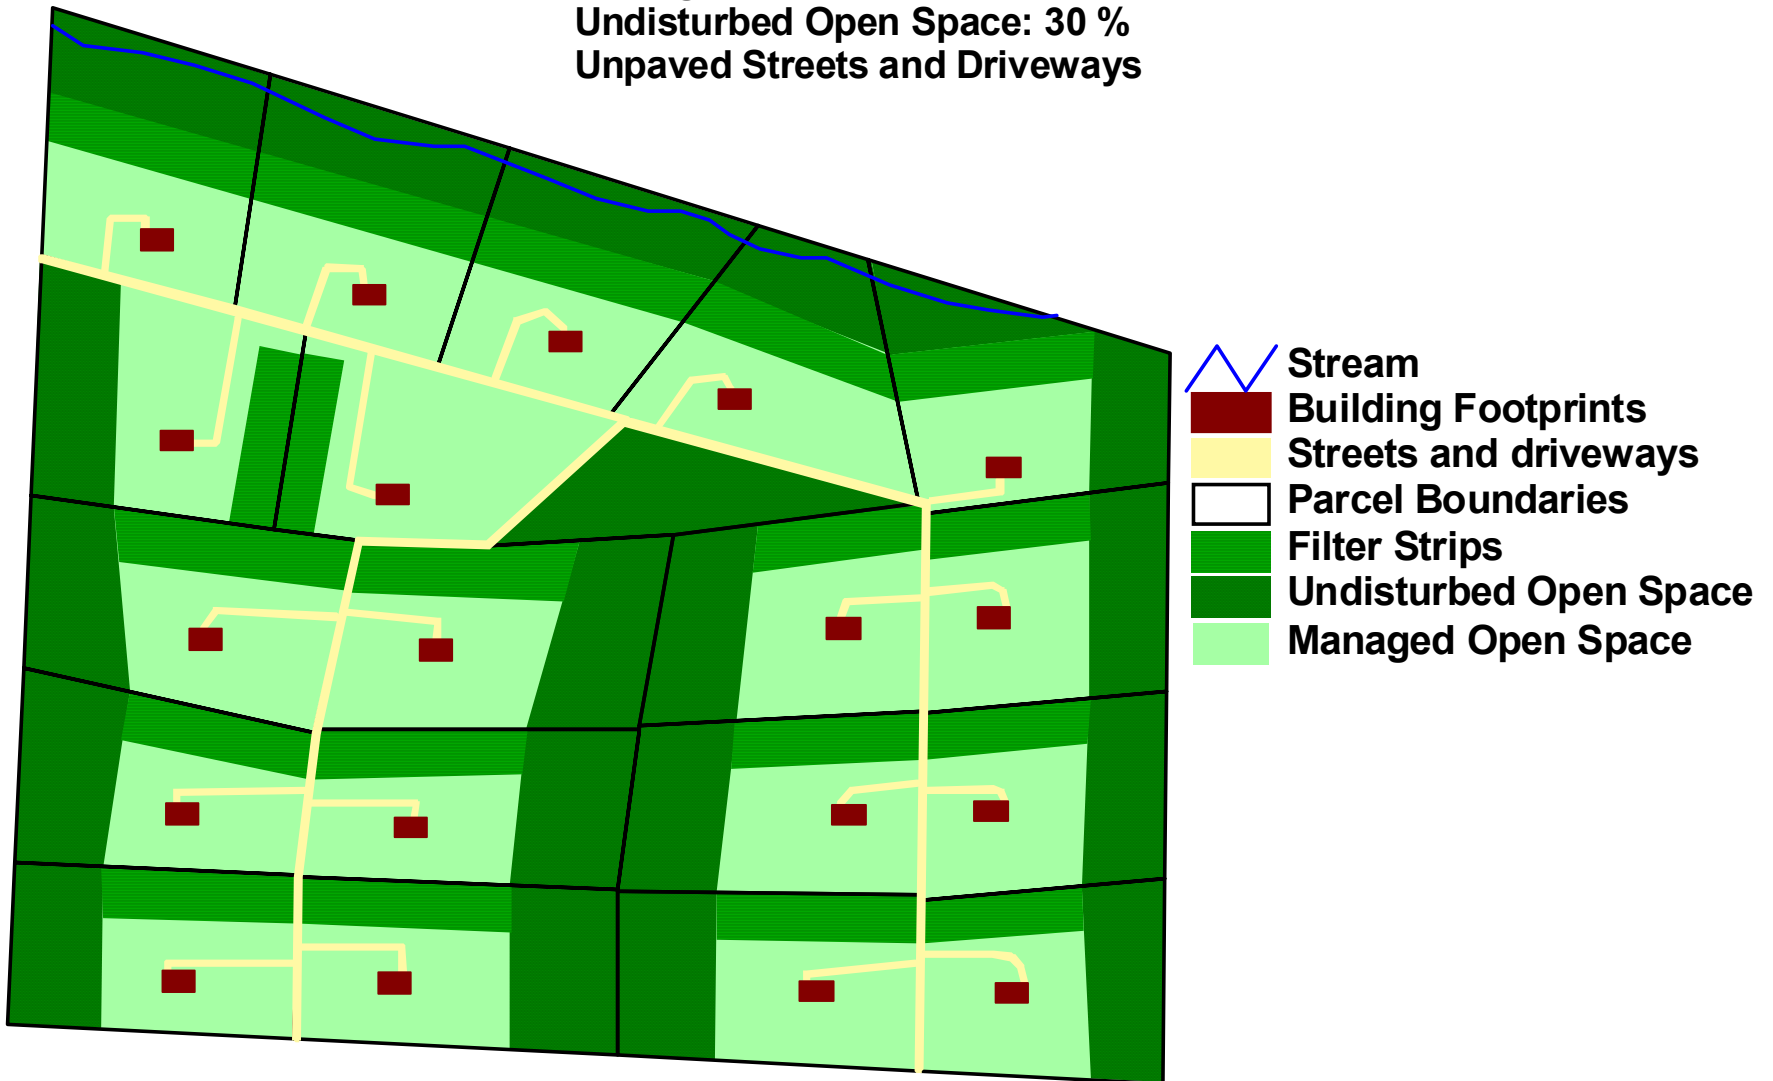 Undisturbed Open Space: 30 %
Unpaved Streets and Driveways
Stream
Building Footprints
Streets and driveways
Parcel Boundaries
Filter Strips
Undisturbed Open Space
Managed Open Space